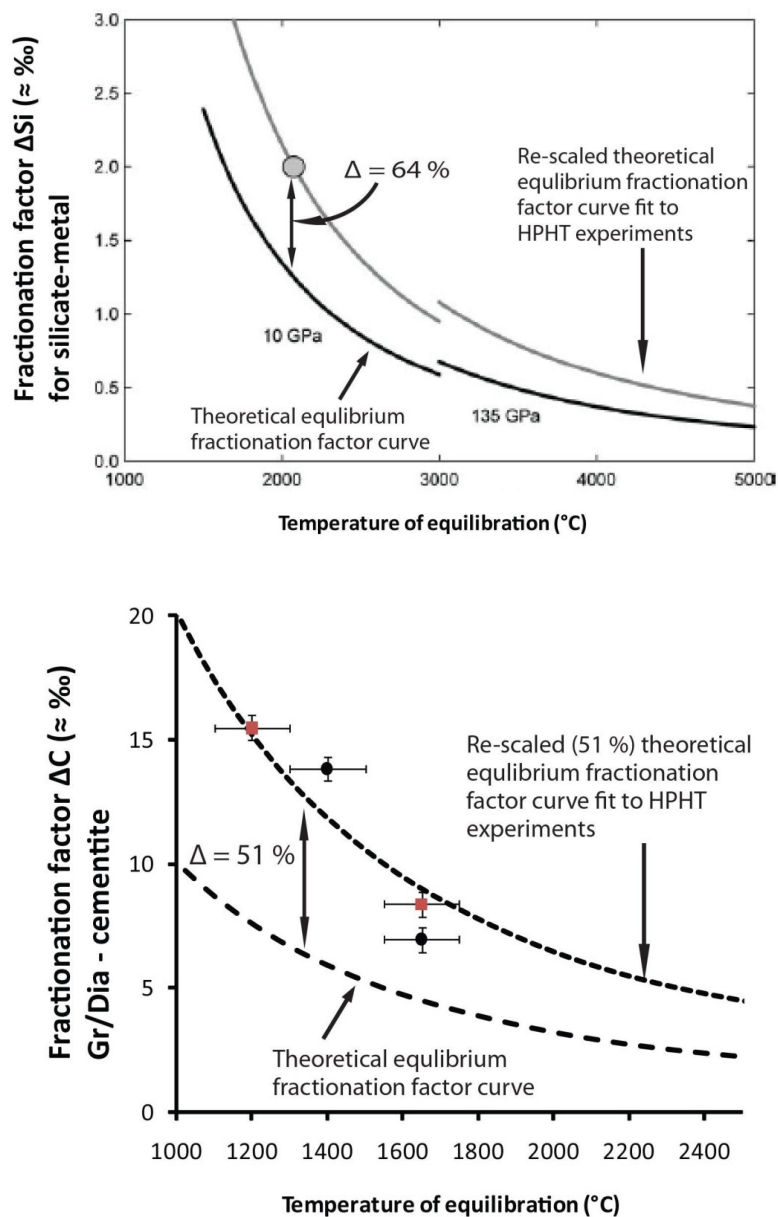 Fractionation factor ΔSi (≈ ‰)
for silicate-metal
3.0
2.5
2.0
1.5
1.0
0.5
0.0
Δ = 64 %
Re-scaled theoretical
equlibrium fractionation
factor curve fit to
HPHT experiments
10 GPa
135 GPa
Theoretical equlibrium
fractionation factor curve
1000
2000
3000
4000
5000
Temperature of equilibration (°C)
Fractionation factor ΔC (≈ ‰)
Gr/Dia - cementite
20
15
10
5
0
Re-scaled (51 %) theoretical
equlibrium fractionation
factor curve fit to HPHT
experiments
Δ = 51 %
Theoretical equlibrium
fractionation factor curve
1000
1200
1400
1600
1800
2000
2200
2400
Temperature of equilibration (°C)